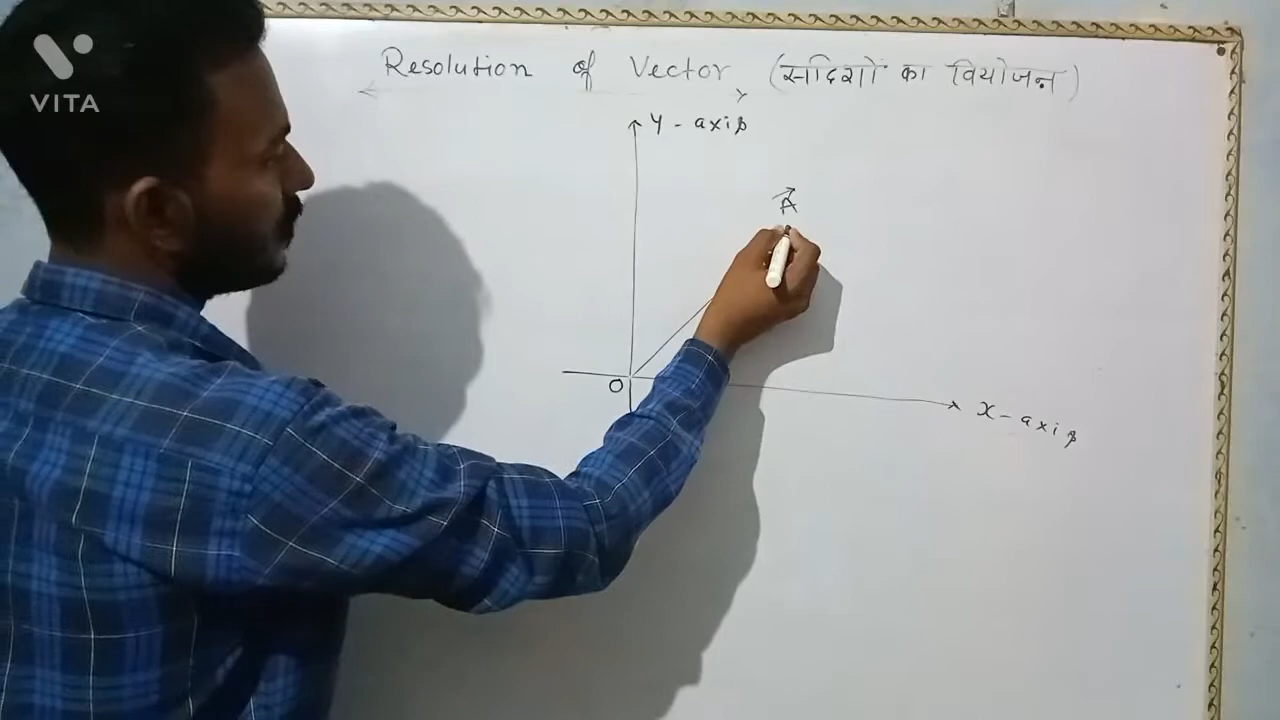 VITA
Resolution of Vector (सदिशों का वियोजन)
Y - axis
A
O
X - axis